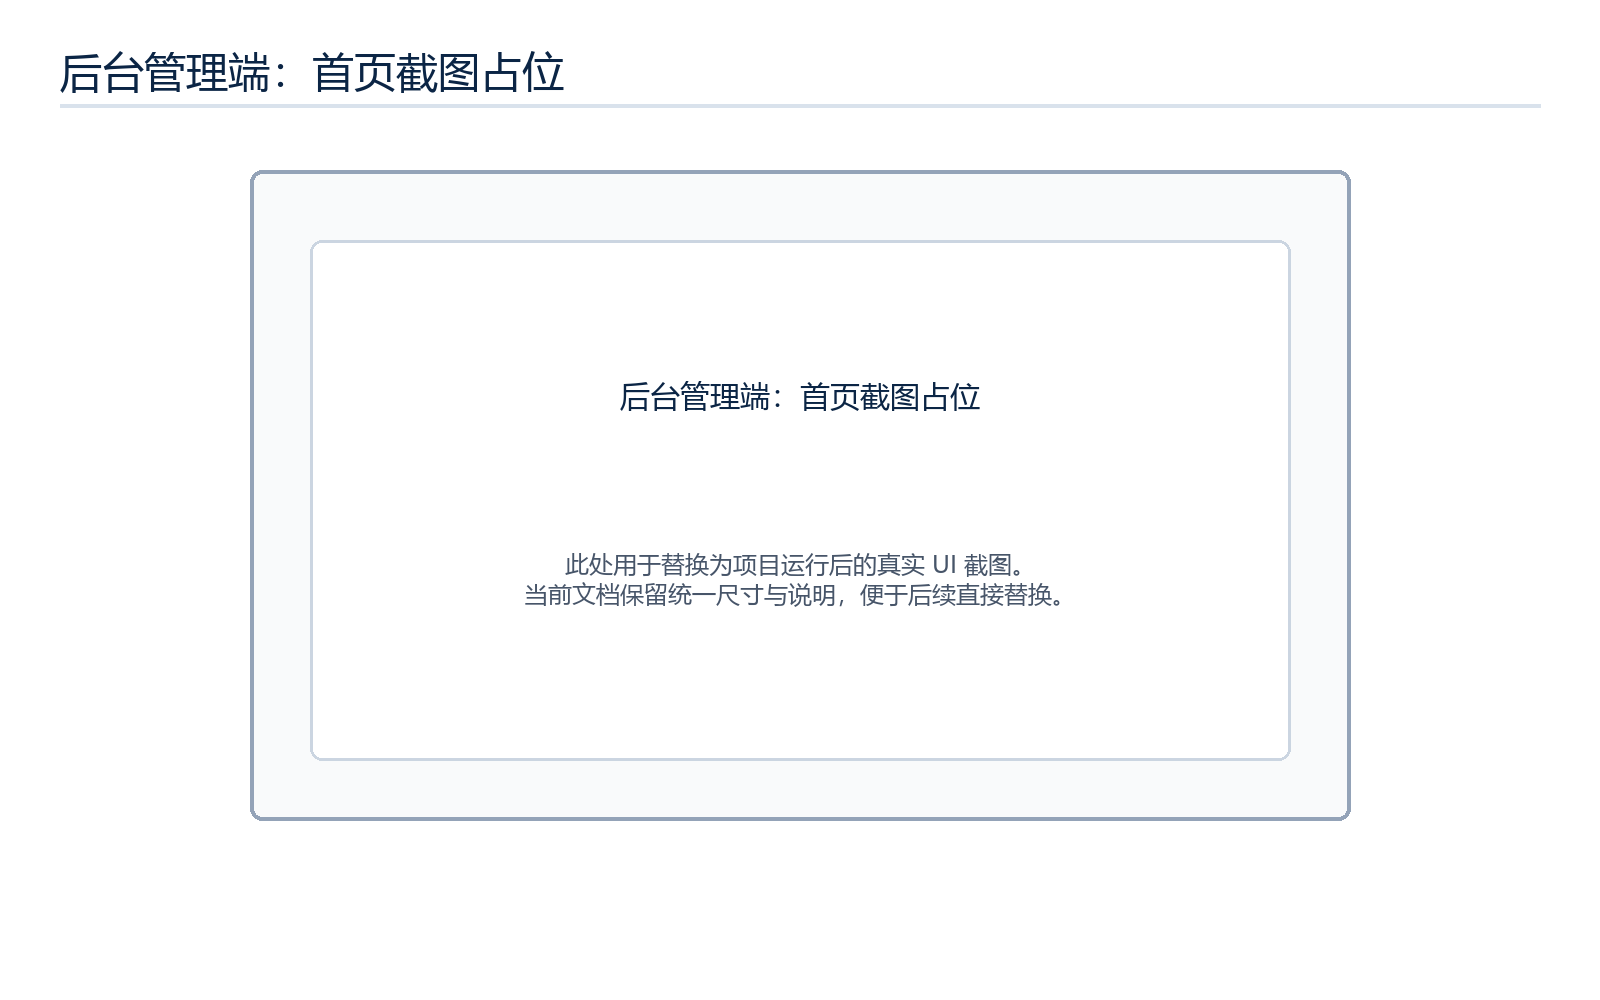 后台管理端：首页截图占位
后台管理端：首页截图占位
此处用于替换为项目运行后的真实 UI 截图。
当前文档保留统一尺寸与说明，便于后续直接替换。